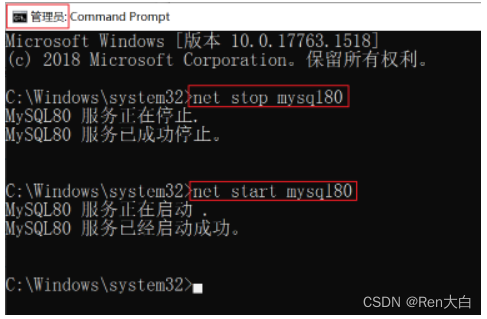 管理员: Command Prompt
Microsoft Windows [版本 10.0.17763.1518]
(c) 2018 Microsoft Corporation。保留所有权利。
C:\Windows\system32>net stop mysql80
MySQL80 服务正在停止.
MySQL80 服务已成功停止。
C:\Windows\system32>net start mysql80
MySQL80 服务正在启动 .
MySQL80 服务已经启动成功。
C:\Windows\system32>
CSDN @Ren大白